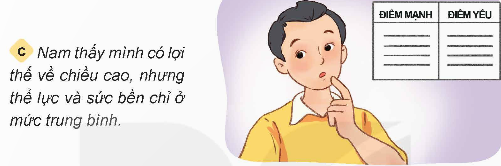 C Nam thấy mình có lợi
thế về chiều cao, nhưng
thể lực và sức bền chỉ ở
mức trung bình.
ĐIỂM MẠNH ĐIỂM YẾU